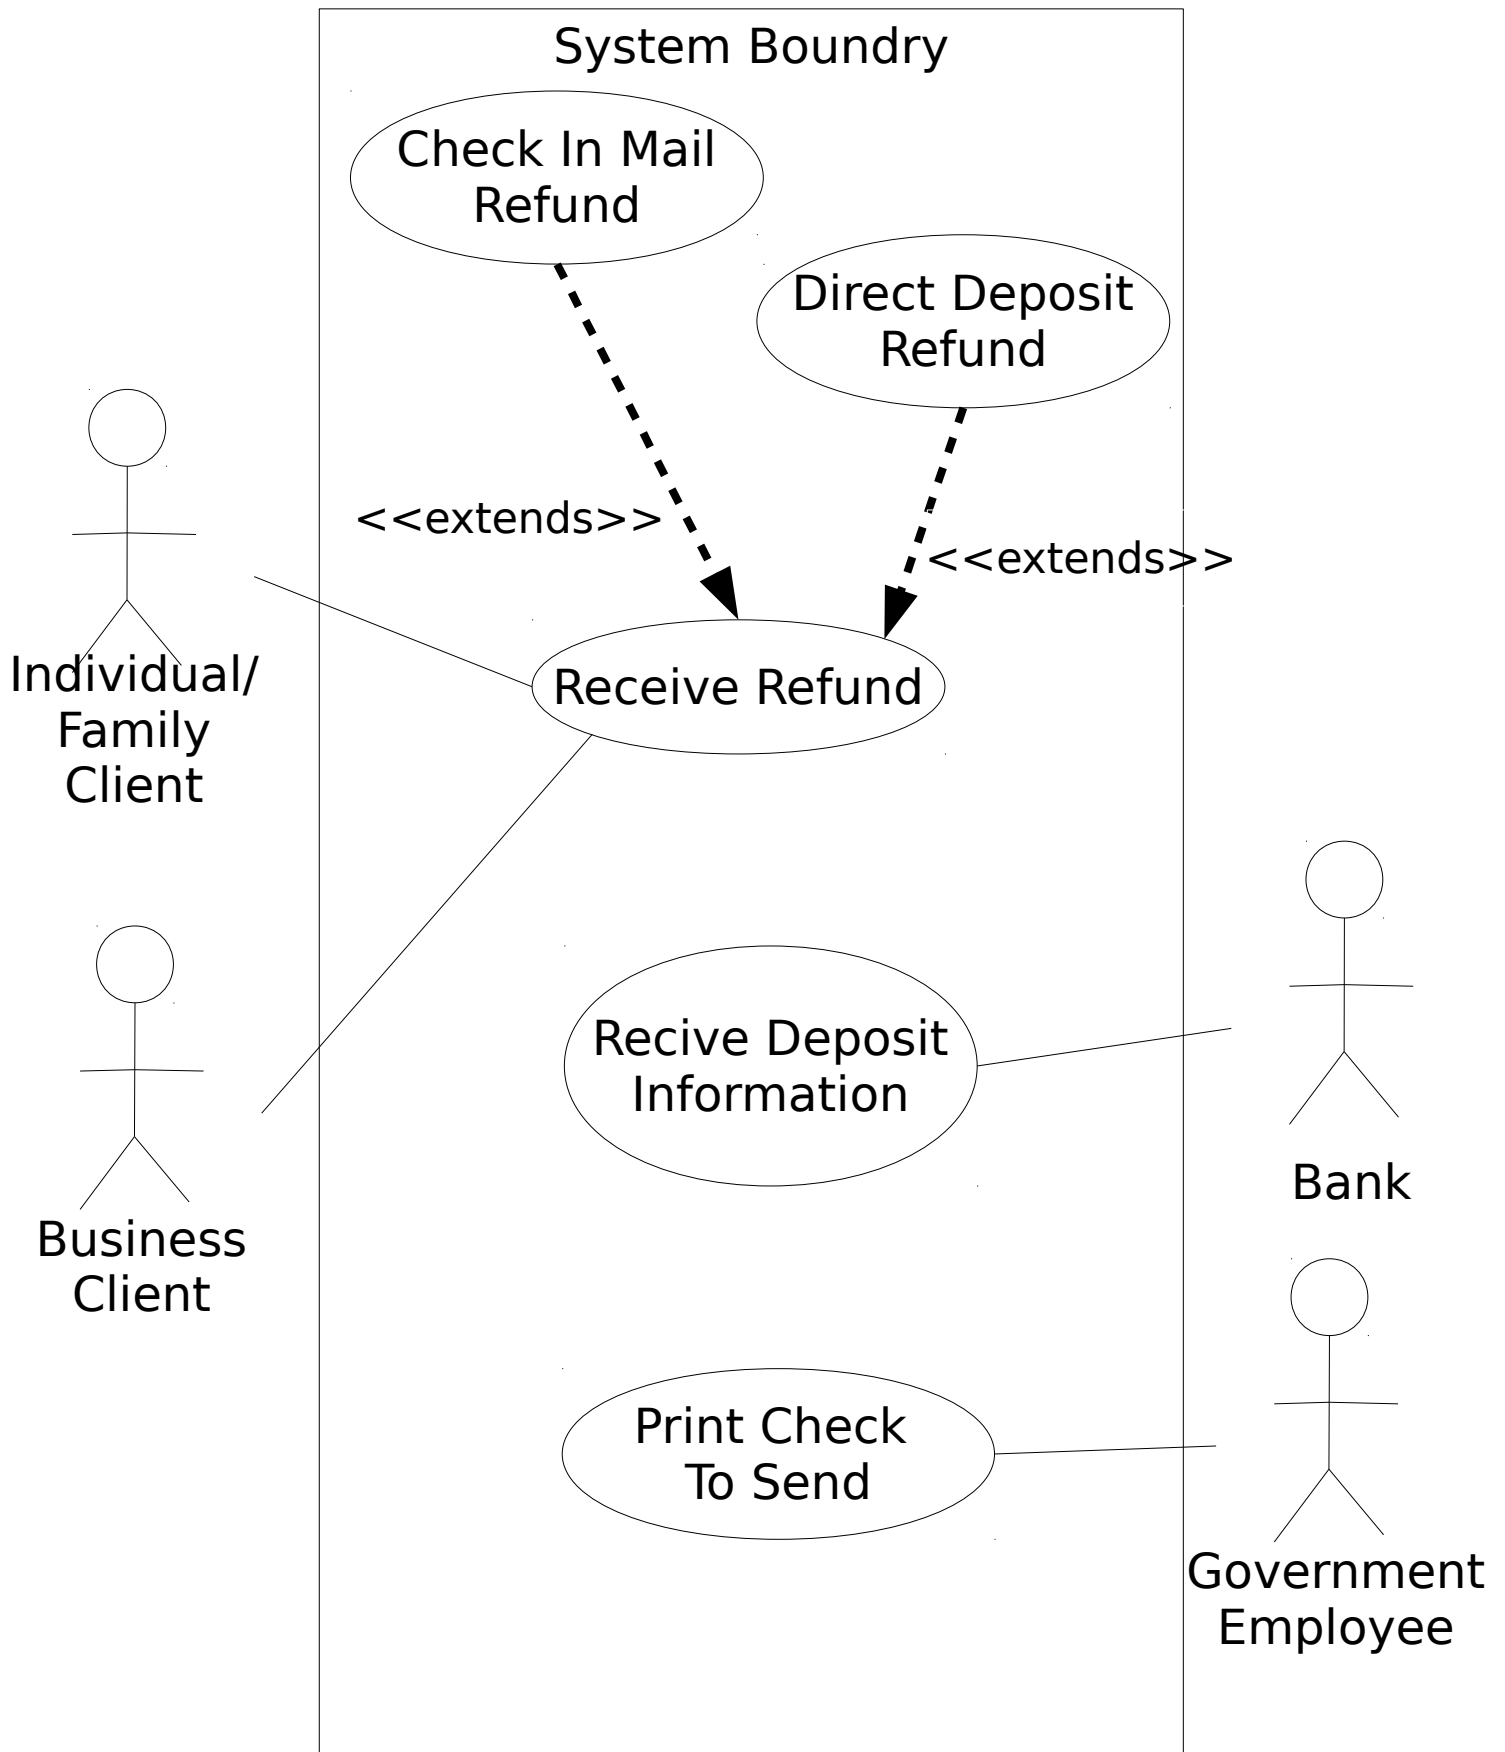 System Boundry
Check In Mail
Refund
Direct Deposit
Refund
<<extends>>
<<extends>>
Individual/
Family
Client
Receive Refund
Recive Deposit
Information
Bank
Business
Client
Print Check
To Send
Government
Employee